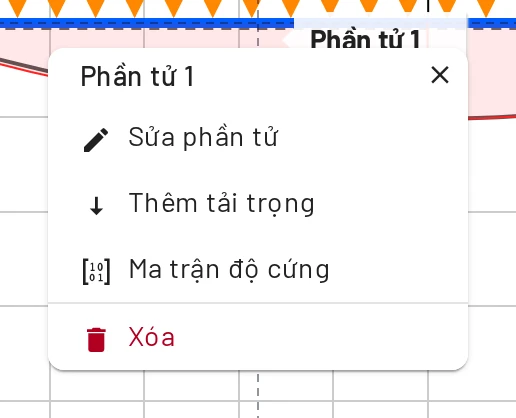 Phần tử 1
Phần tử 1
Sửa phần tử
Thêm tải trọng
Ma trận độ cứng
Xóa